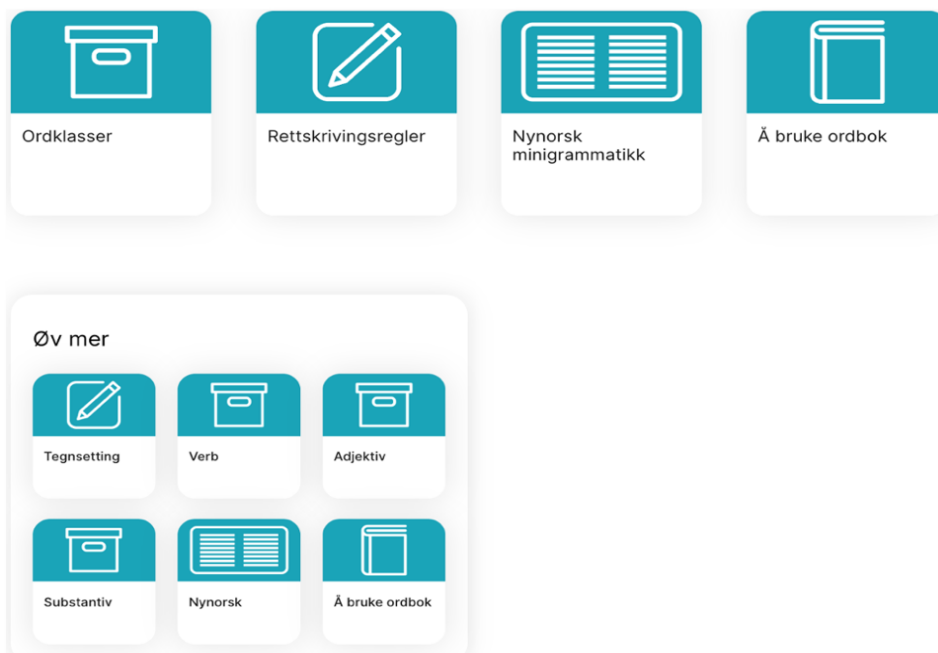 Ordklasser
Rettskrivingsregler
Nynorsk
minigrammatikk
Å bruke ordbok
Øv mer
Tegnsetting
Verb
Adjektiv
Substantiv
Nynorsk
Å bruke ordbok